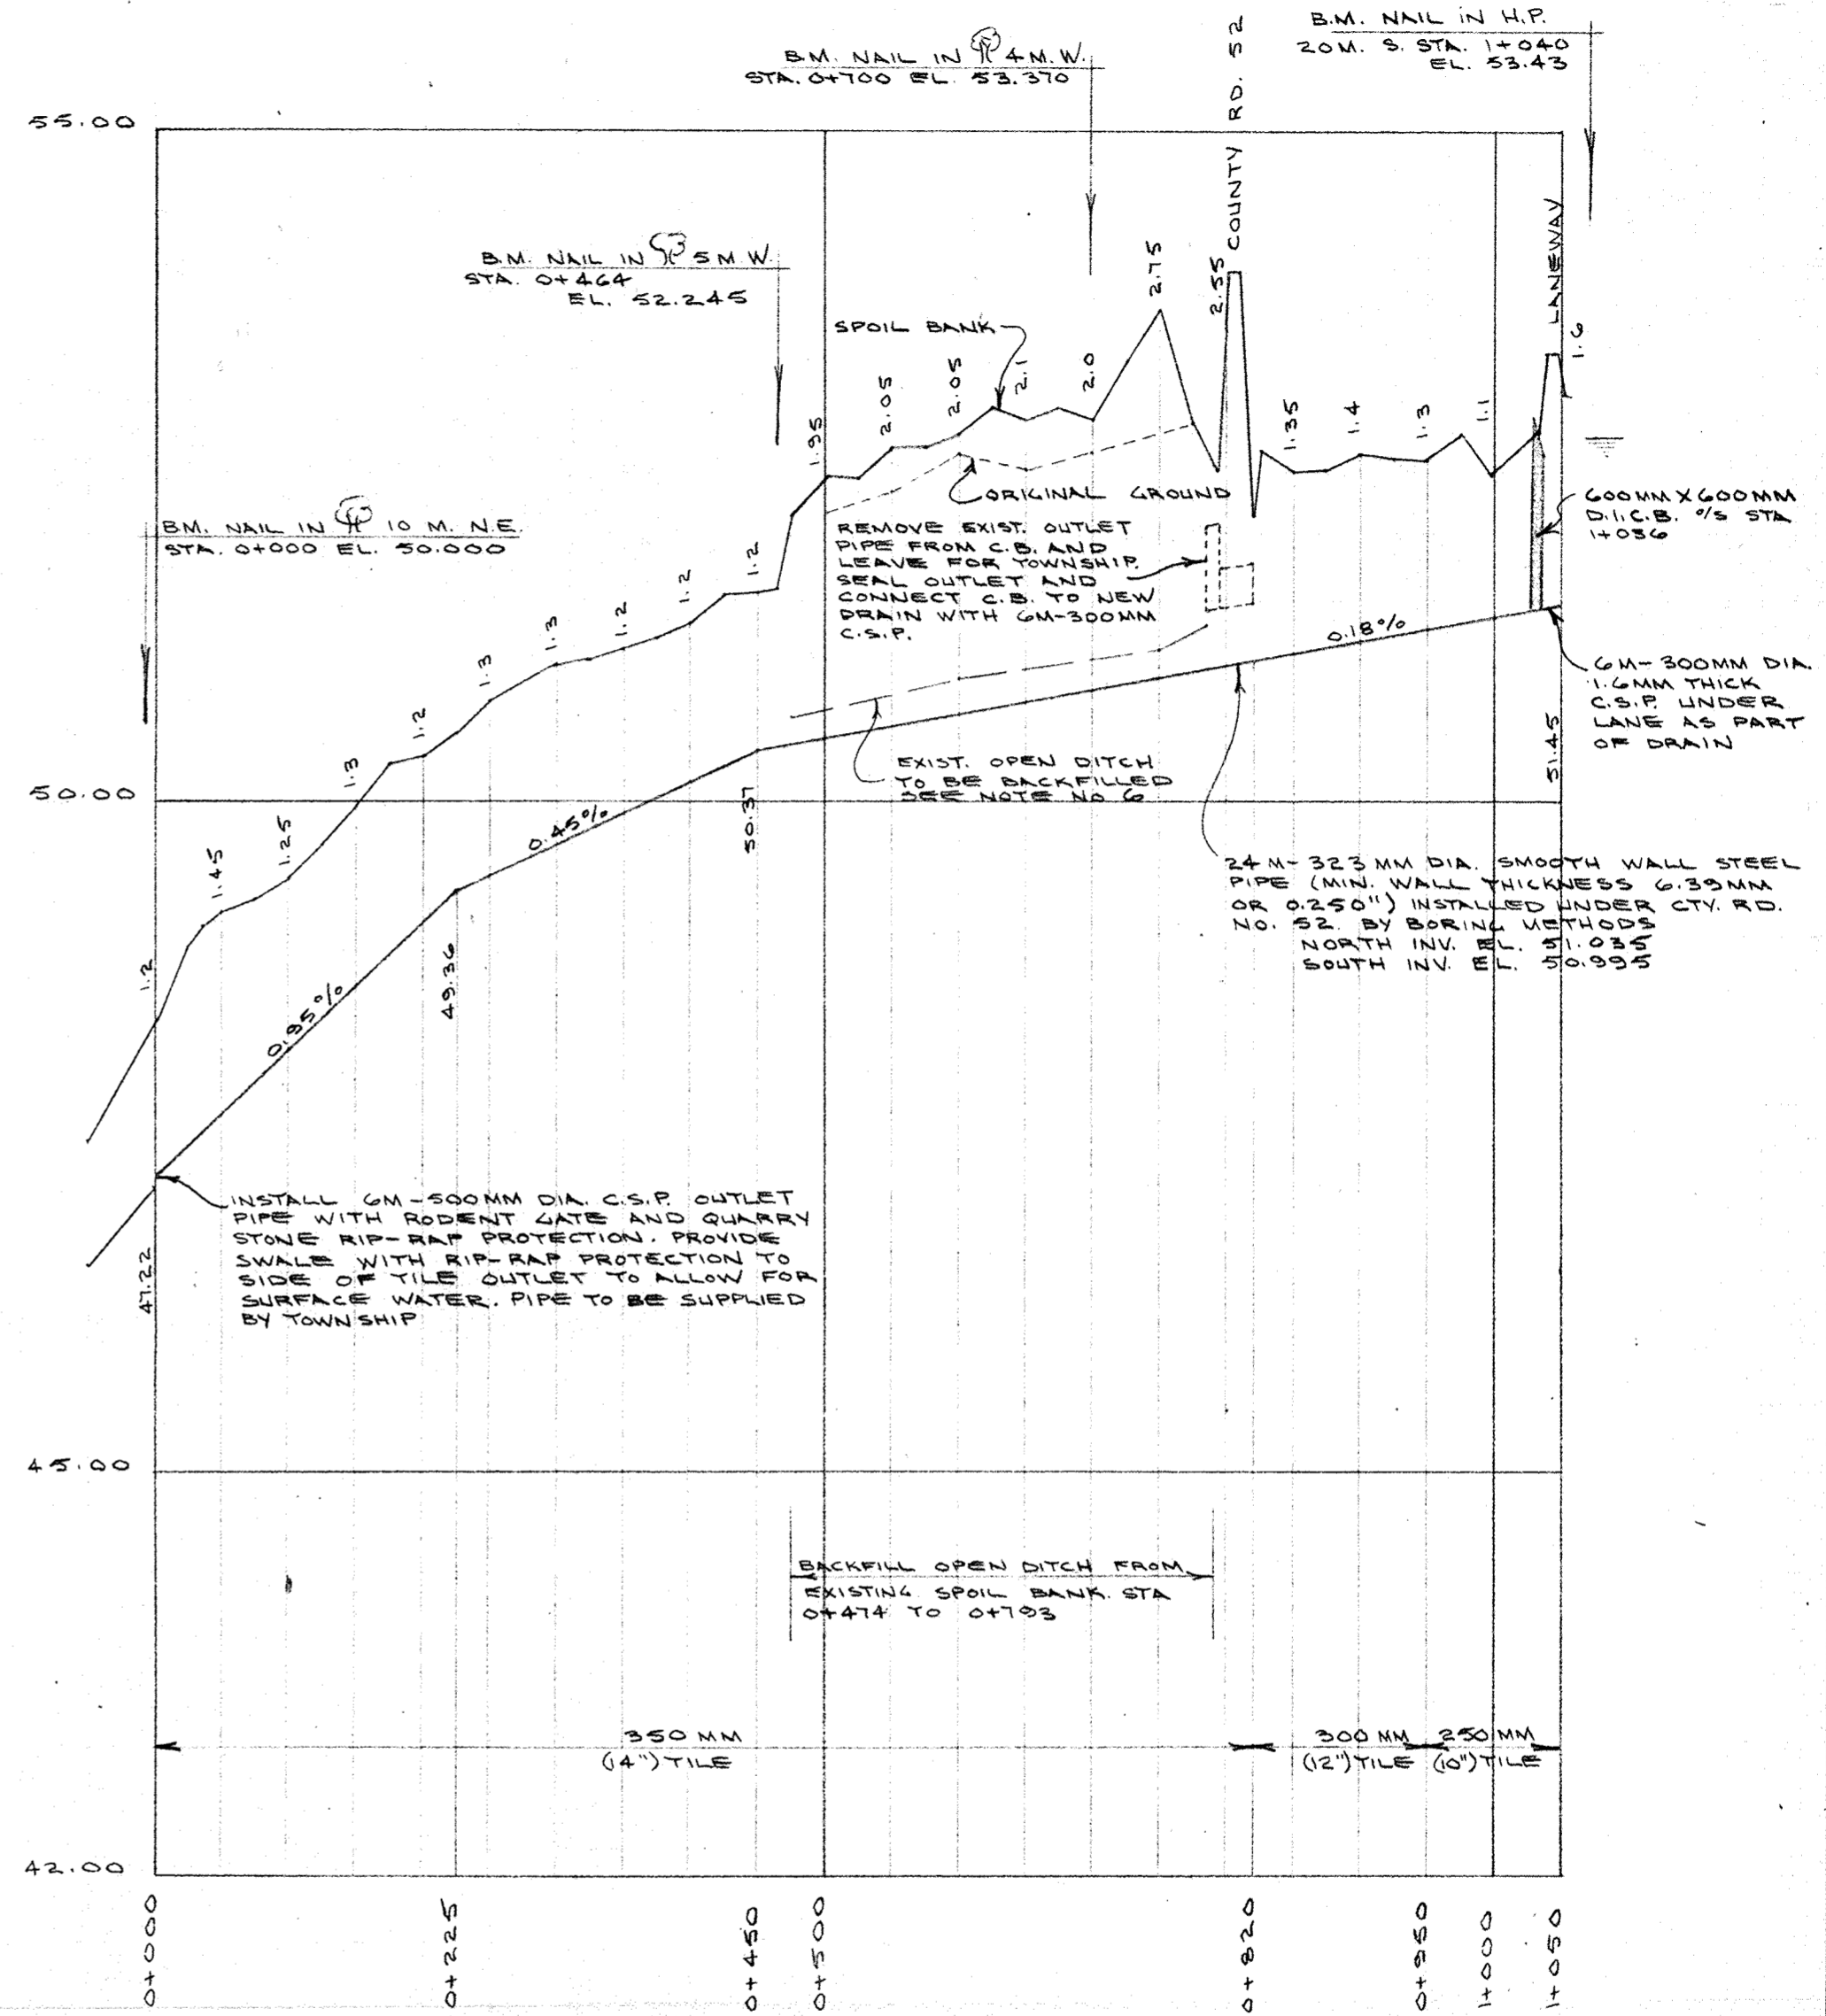 B.M. NAIL IN H.P.
20M. S. STA. 1+040
EL. 53.43
B.M. NAIL IN 4 M.W.
STA. 0+700 EL. 53.370
COUNTY RD. 52
55.00
B.M. NAIL IN 5 M.W.
STA. 0+464
EL. 52.245
LANEWAY
2.75
2.55
SPOIL BANK
1.6
1.95
2.05
2.05
2.1
2.0
1.35
1.4
1.3
1.1
ORIGINAL GROUND
B.M. NAIL IN 10 M. N.E.
STA. 0+000 EL. 50.000
REMOVE EXIST. OUTLET
PIPE FROM C.B. AND
LEAVE FOR TOWNSHIP.
SEAL OUTLET AND
CONNECT C.B. TO NEW
DRAIN WITH 6M-300MM
C.S.P.
600MM X 600MM
D.I.C.B. O/S STA
1+036
1.2
1.3
1.2
1.3
1.3
1.2
1.2
0.18%
6M-300MM DIA.
1.6MM THICK
C.S.P. UNDER
LANE AS PART
OF DRAIN
51.45
EXIST. OPEN DITCH
TO BE BACKFILLED
SEE NOTE NO 6
50.00
1.45
1.25
0.45%
50.37
24 M-323 MM DIA. SMOOTH WALL STEEL
PIPE (MIN. WALL THICKNESS 6.39MM
OR 0.250") INSTALLED UNDER CTY. RD.
NO. 52. BY BORING METHODS
NORTH INV. EL. 51.035
SOUTH INV. EL. 50.995
1.2
0.95%
49.36
INSTALL 6M-500MM DIA. C.S.P. OUTLET
PIPE WITH RODENT GATE AND QUARRY
STONE RIP-RAP PROTECTION. PROVIDE
SWALE WITH RIP-RAP PROTECTION TO
SIDE OF TILE OUTLET TO ALLOW FOR
SURFACE WATER. PIPE TO BE SUPPLIED
BY TOWNSHIP
47.22
45.00
BACKFILL OPEN DITCH FROM
EXISTING SPOIL BANK. STA
0+474 TO 0+793
350 MM
(14") TILE
300 MM
(12") TILE
250 MM
(10") TILE
42.00
0+000
0+225
0+450
0+500
0+820
0+950
1+000
1+050